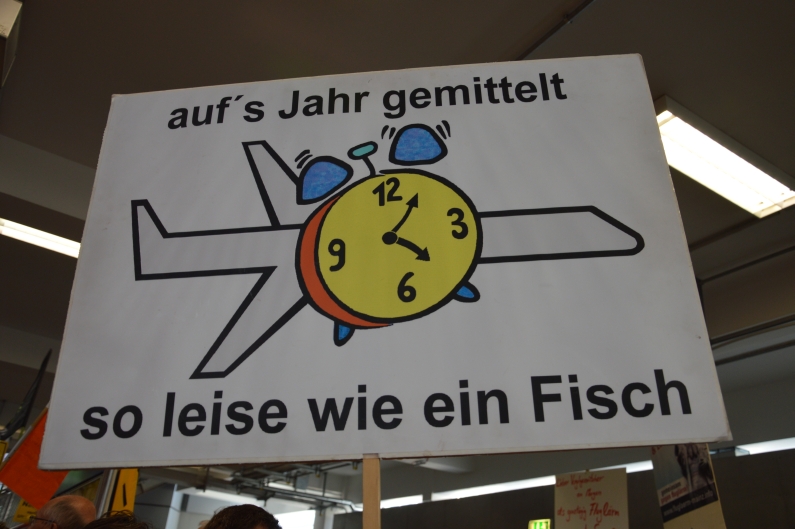 auf´s Jahr gemittelt
12
3
9
6
so leise wie ein Fisch